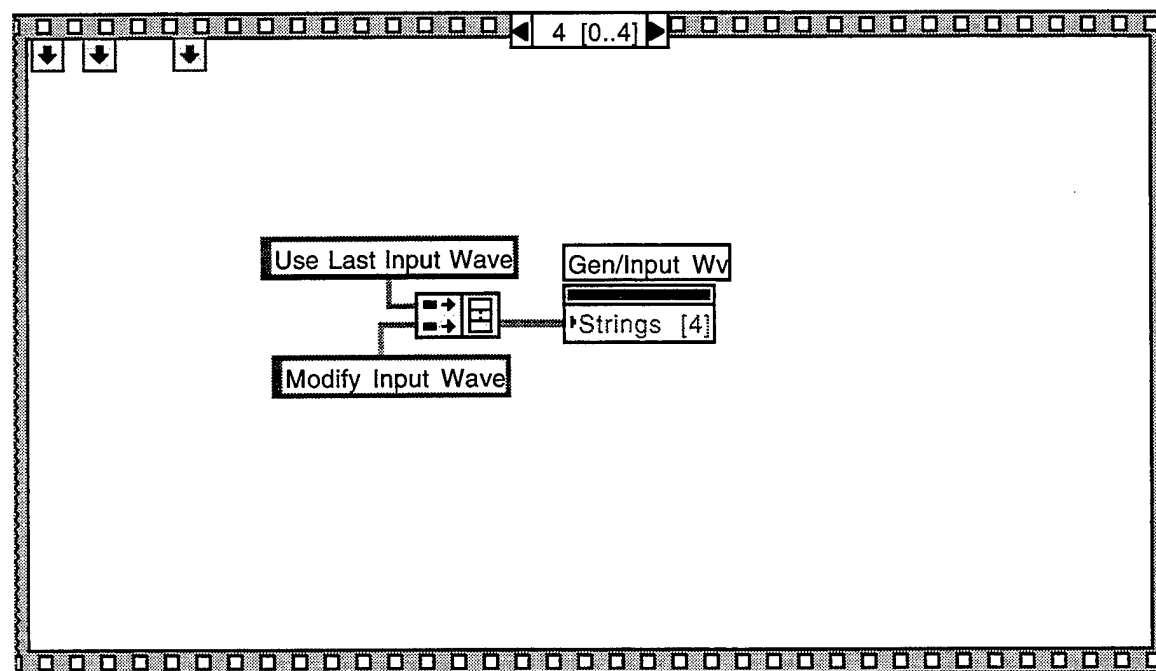 4 [0..4]
Use Last Input Wave
Gen/Input Wv
Strings [4]
Modify Input Wave